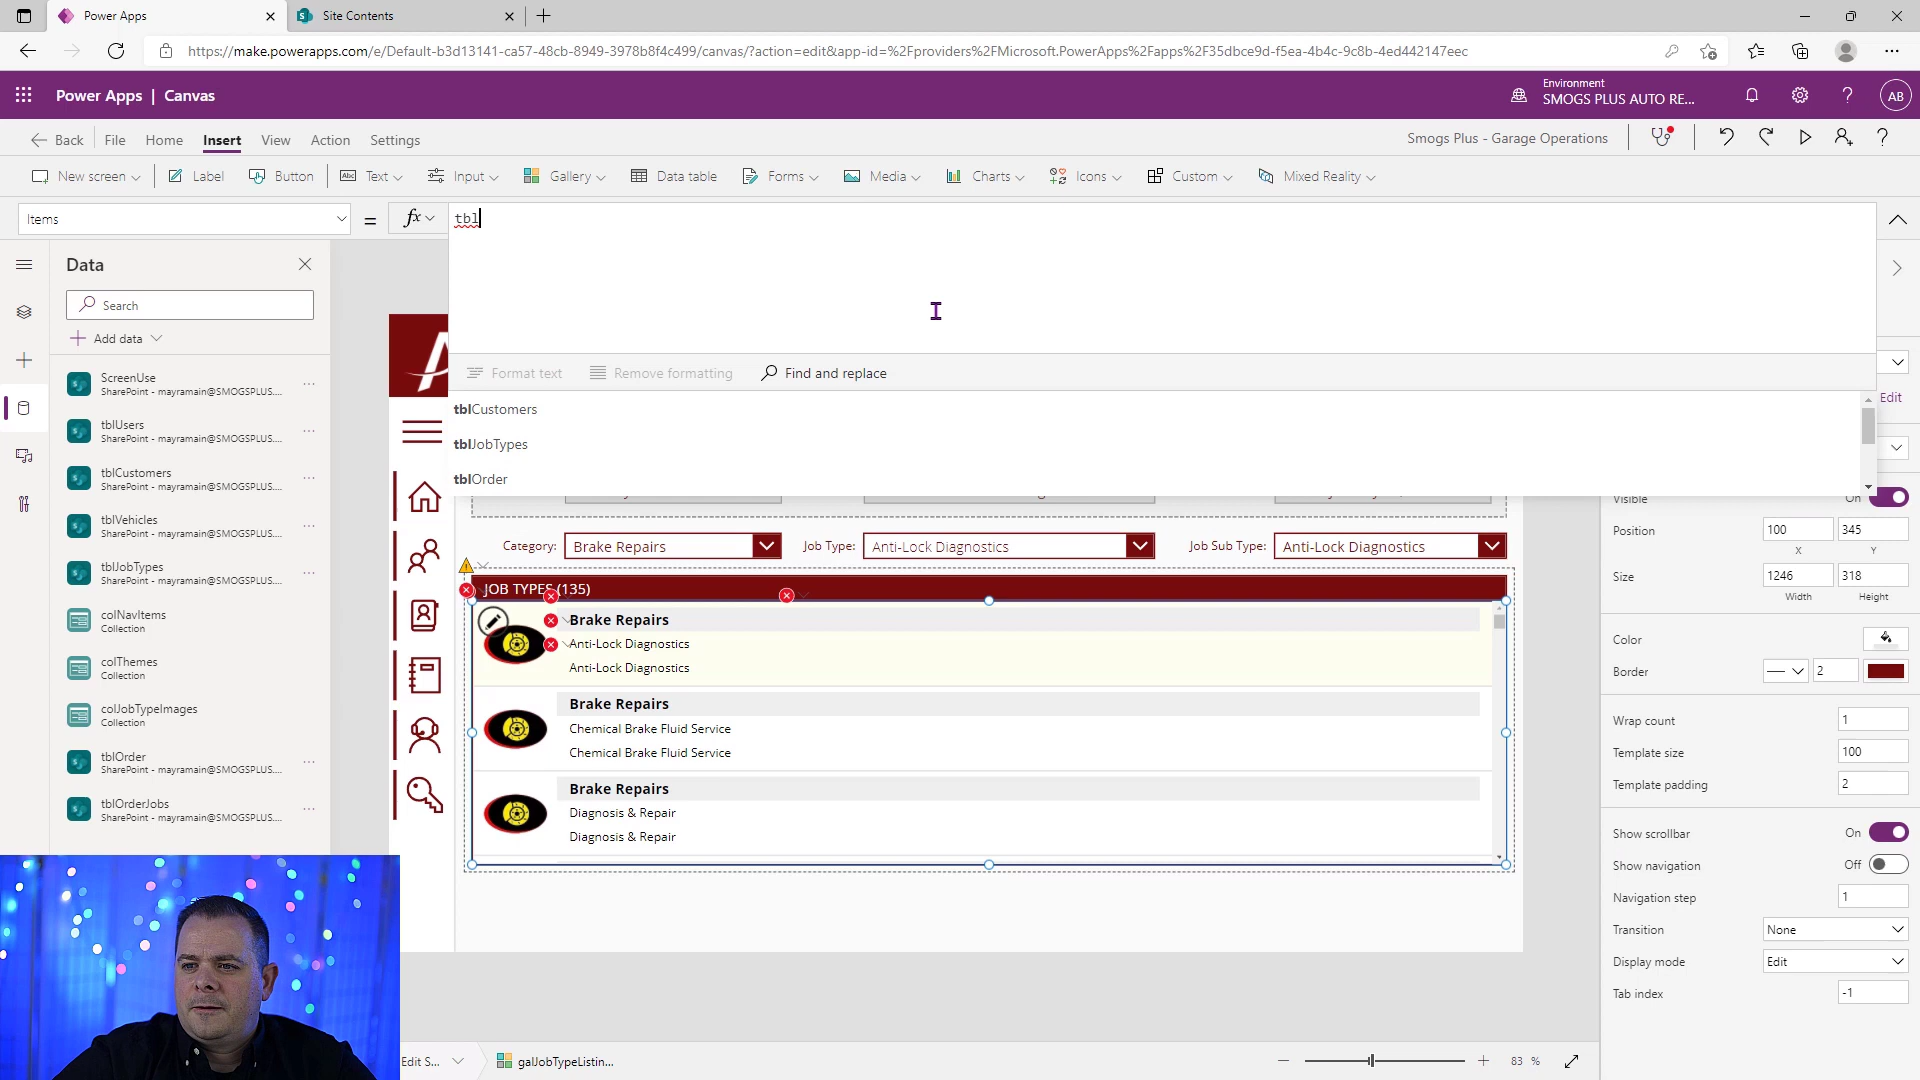 Power Apps
Site Contents
https://make.powerapps.com/e/Default-b3d13141-ca57-48cb-8949-3978b8f4c499/canvas/?action=edit&app-id=%2Fproviders%2FMicrosoft.PowerApps%2Fapps%2F35dbce9d-f5ea-4b4c-9c8b-4ed442147eec
Power Apps | Canvas
Environment
SMOGS PLUS AUTO RE...
AB
Back File Home Insert View Action Settings
Smogs Plus - Garage Operations
New screen Label Button Text Input Gallery Data table Forms Media Charts Icons Custom Mixed Reality
Items = fx tbl
Data
Search
Add data
ScreenUse
SharePoint - mayramain@SMOGSPLUS....
tblUsers
SharePoint - mayramain@SMOGSPLUS....
tblCustomers
SharePoint - mayramain@SMOGSPLUS....
tblVehicles
SharePoint - mayramain@SMOGSPLUS....
tblJobTypes
SharePoint - mayramain@SMOGSPLUS....
colNavItems
Collection
colThemes
Collection
colJobTypeImages
Collection
tblOrder
SharePoint - mayramain@SMOGSPLUS....
tblOrderJobs
SharePoint - mayramain@SMOGSPLUS....
Format text Remove formatting Find and replace
tblCustomers
tblJobTypes
tblOrder
Category: Brake Repairs Job Type: Anti-Lock Diagnostics Job Sub Type: Anti-Lock Diagnostics
JOB TYPES (135)
Brake Repairs
Anti-Lock Diagnostics
Anti-Lock Diagnostics
Brake Repairs
Chemical Brake Fluid Service
Chemical Brake Fluid Service
Brake Repairs
Diagnosis & Repair
Diagnosis & Repair
Edit
Visible On
Position 100 345
X Y
Size 1246 318
Width Height
Color
Border 2
Wrap count 1
Template size 100
Template padding 2
Show scrollbar On
Show navigation Off
Navigation step 1
Transition None
Display mode Edit
Tab index -1
Edit S... galJobTypeListin...
83 %